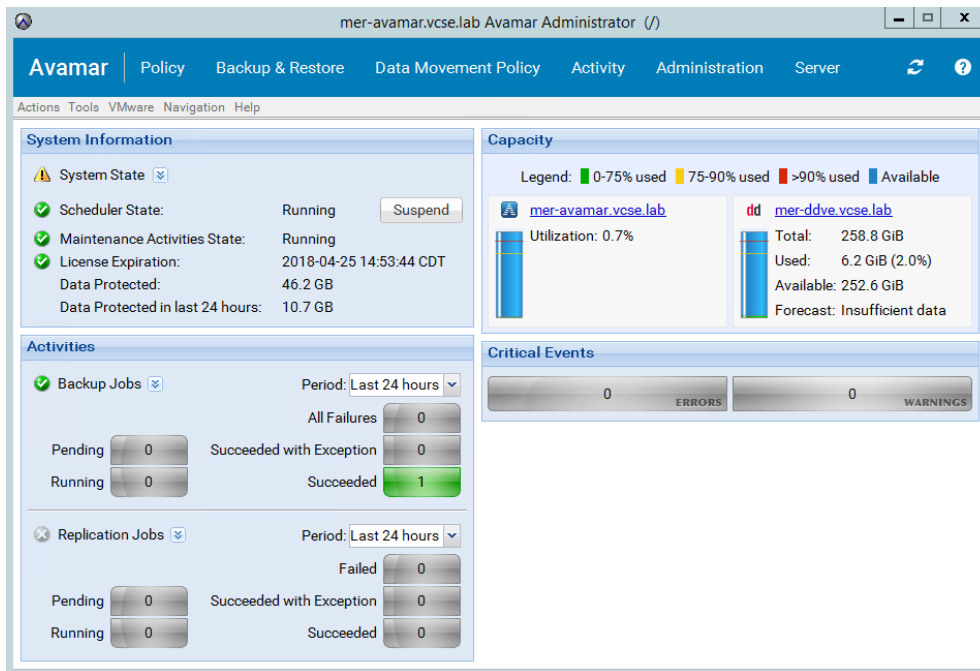 mer-avamar.vcse.lab Avamar Administrator (/)
Avamar Policy Backup & Restore Data Movement Policy Activity Administration Server
Actions Tools VMware Navigation Help
System Information
System State
Scheduler State: Running Suspend
Maintenance Activities State: Running
License Expiration: 2018-04-25 14:53:44 CDT
Data Protected: 46.2 GB
Data Protected in last 24 hours: 10.7 GB
Capacity
Legend: 0-75% used 75-90% used >90% used Available
mer-avamar.vcse.lab
Utilization: 0.7%
dd mer-ddve.vcse.lab
Total: 258.8 GiB
Used: 6.2 GiB (2.0%)
Available: 252.6 GiB
Forecast: Insufficient data
Activities
Backup Jobs Period: Last 24 hours
All Failures 0
Pending 0 Succeeded with Exception 0
Running 0 Succeeded 1
Replication Jobs Period: Last 24 hours
Failed 0
Pending 0 Succeeded with Exception 0
Running 0 Succeeded 0
Critical Events
0 ERRORS 0 WARNINGS